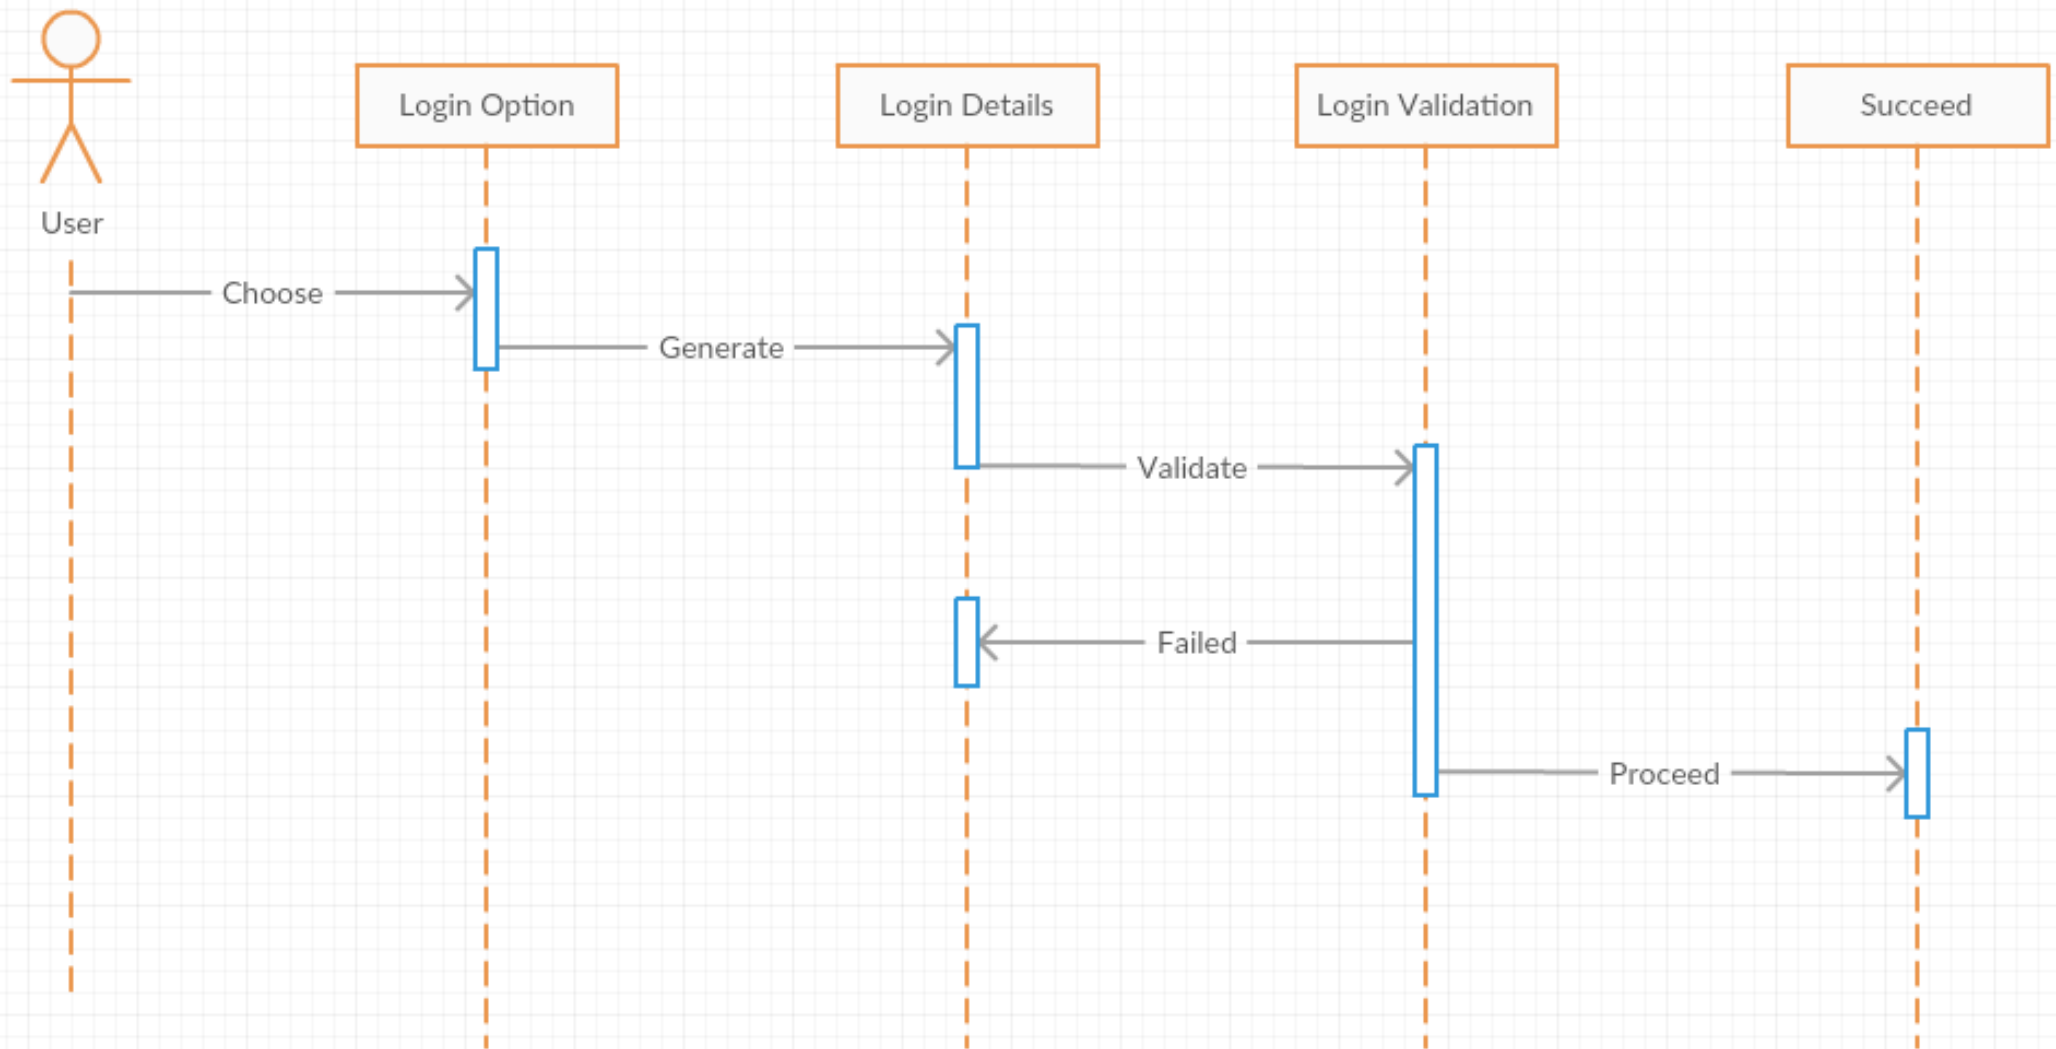 Login Option
Login Details
Login Validation
Succeed
User
Choose
Generate
Validate
Failed
Proceed